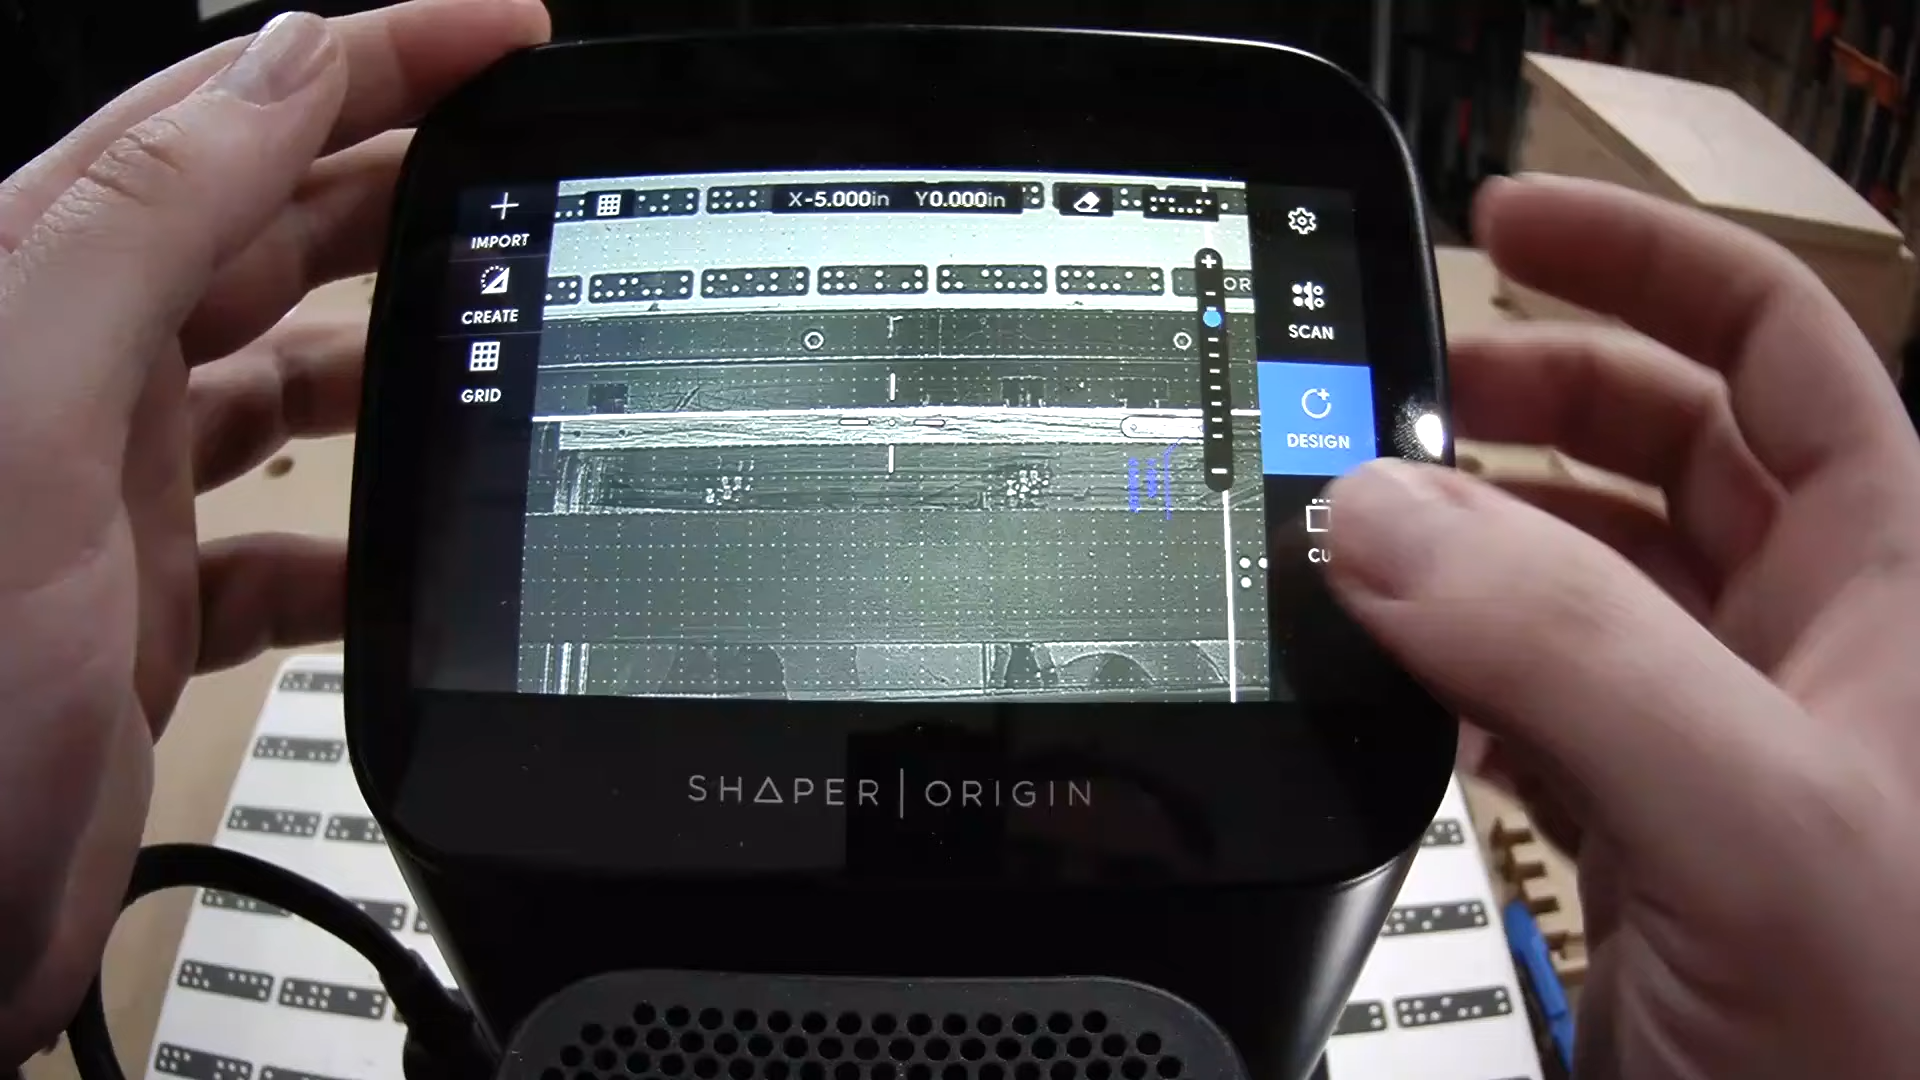 X-5.000in Y0.000in
IMPORT
CREATE
GRID
SCAN
DESIGN
SHAPER | ORIGIN